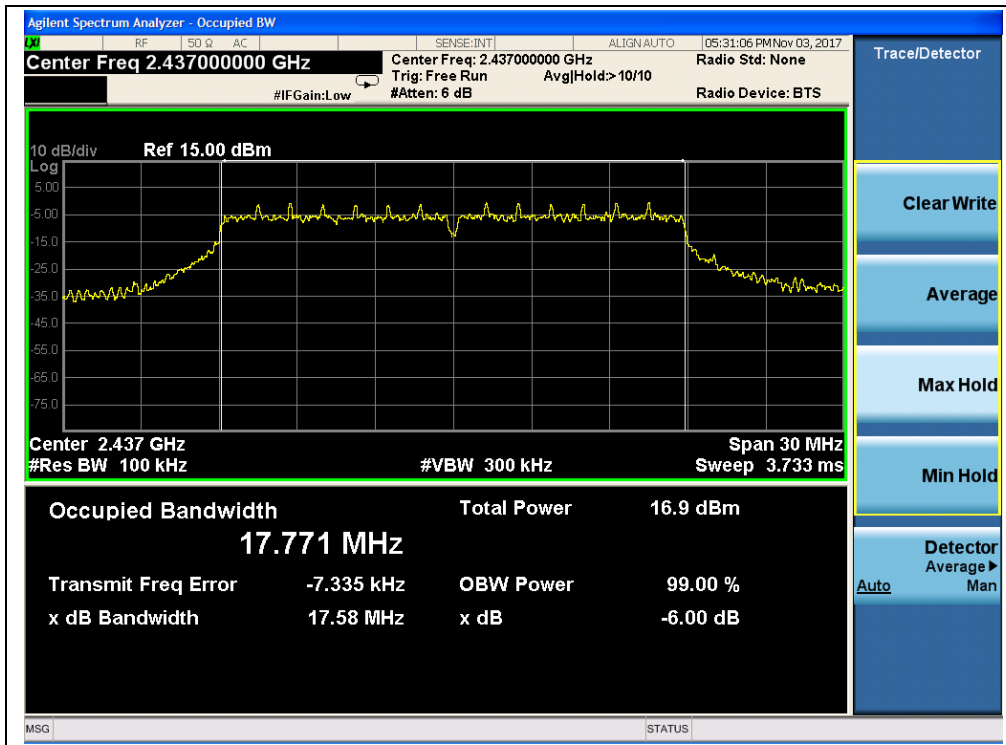 Agilent Spectrum Analyzer - Occupied BW
LXI RF 50 Ω AC SENSE:INT ALIGN AUTO 05:31:06 PM Nov 03, 2017
Center Freq 2.437000000 GHz
Center Freq: 2.437000000 GHz
Radio Std: None
Trig: Free Run Avg|Hold:>10/10
#IFGain:Low
#Atten: 6 dB
Radio Device: BTS
10 dB/div Ref 15.00 dBm
Log
5.00
-5.00
-15.0
-25.0
-35.0
-45.0
-55.0
-65.0
-75.0
Center 2.437 GHz Span 30 MHz
#Res BW 100 kHz #VBW 300 kHz Sweep 3.733 ms
Occupied Bandwidth Total Power 16.9 dBm
17.771 MHz
Transmit Freq Error -7.335 kHz OBW Power 99.00 %
x dB Bandwidth 17.58 MHz x dB -6.00 dB
Trace/Detector
Clear Write
Average
Max Hold
Min Hold
Detector
Average
Auto Man
MSG STATUS